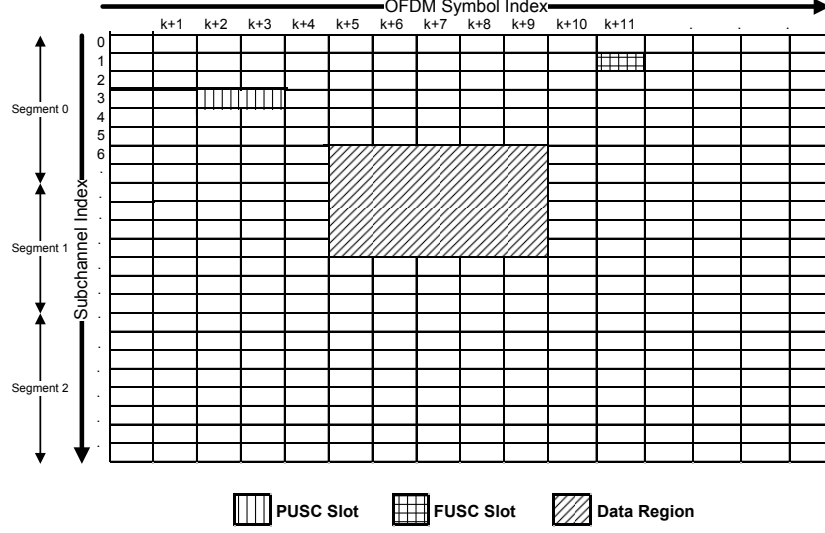 OFDM Symbol Index
k+1 k+2 k+3 k+4 k+5 k+6 k+7 k+8 k+9 k+10 k+11 . . .
0
1
2
3
4
5
6
.
.
.
.
.
.
.
.
.
.
.
Segment 0
Segment 1
Segment 2
Subchannel Index
PUSC Slot FUSC Slot Data Region